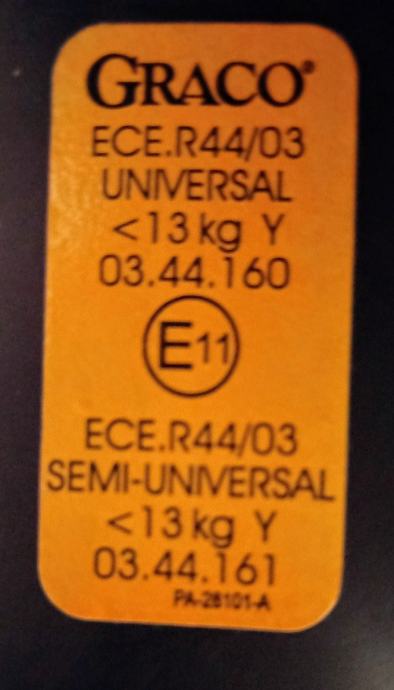 GRACO®
ECE.R44/03
UNIVERSAL
<13 kg Y
03.44.160
E11
ECE.R44/03
SEMI-UNIVERSAL
<13 kg Y
03.44.161
PA-28101-A